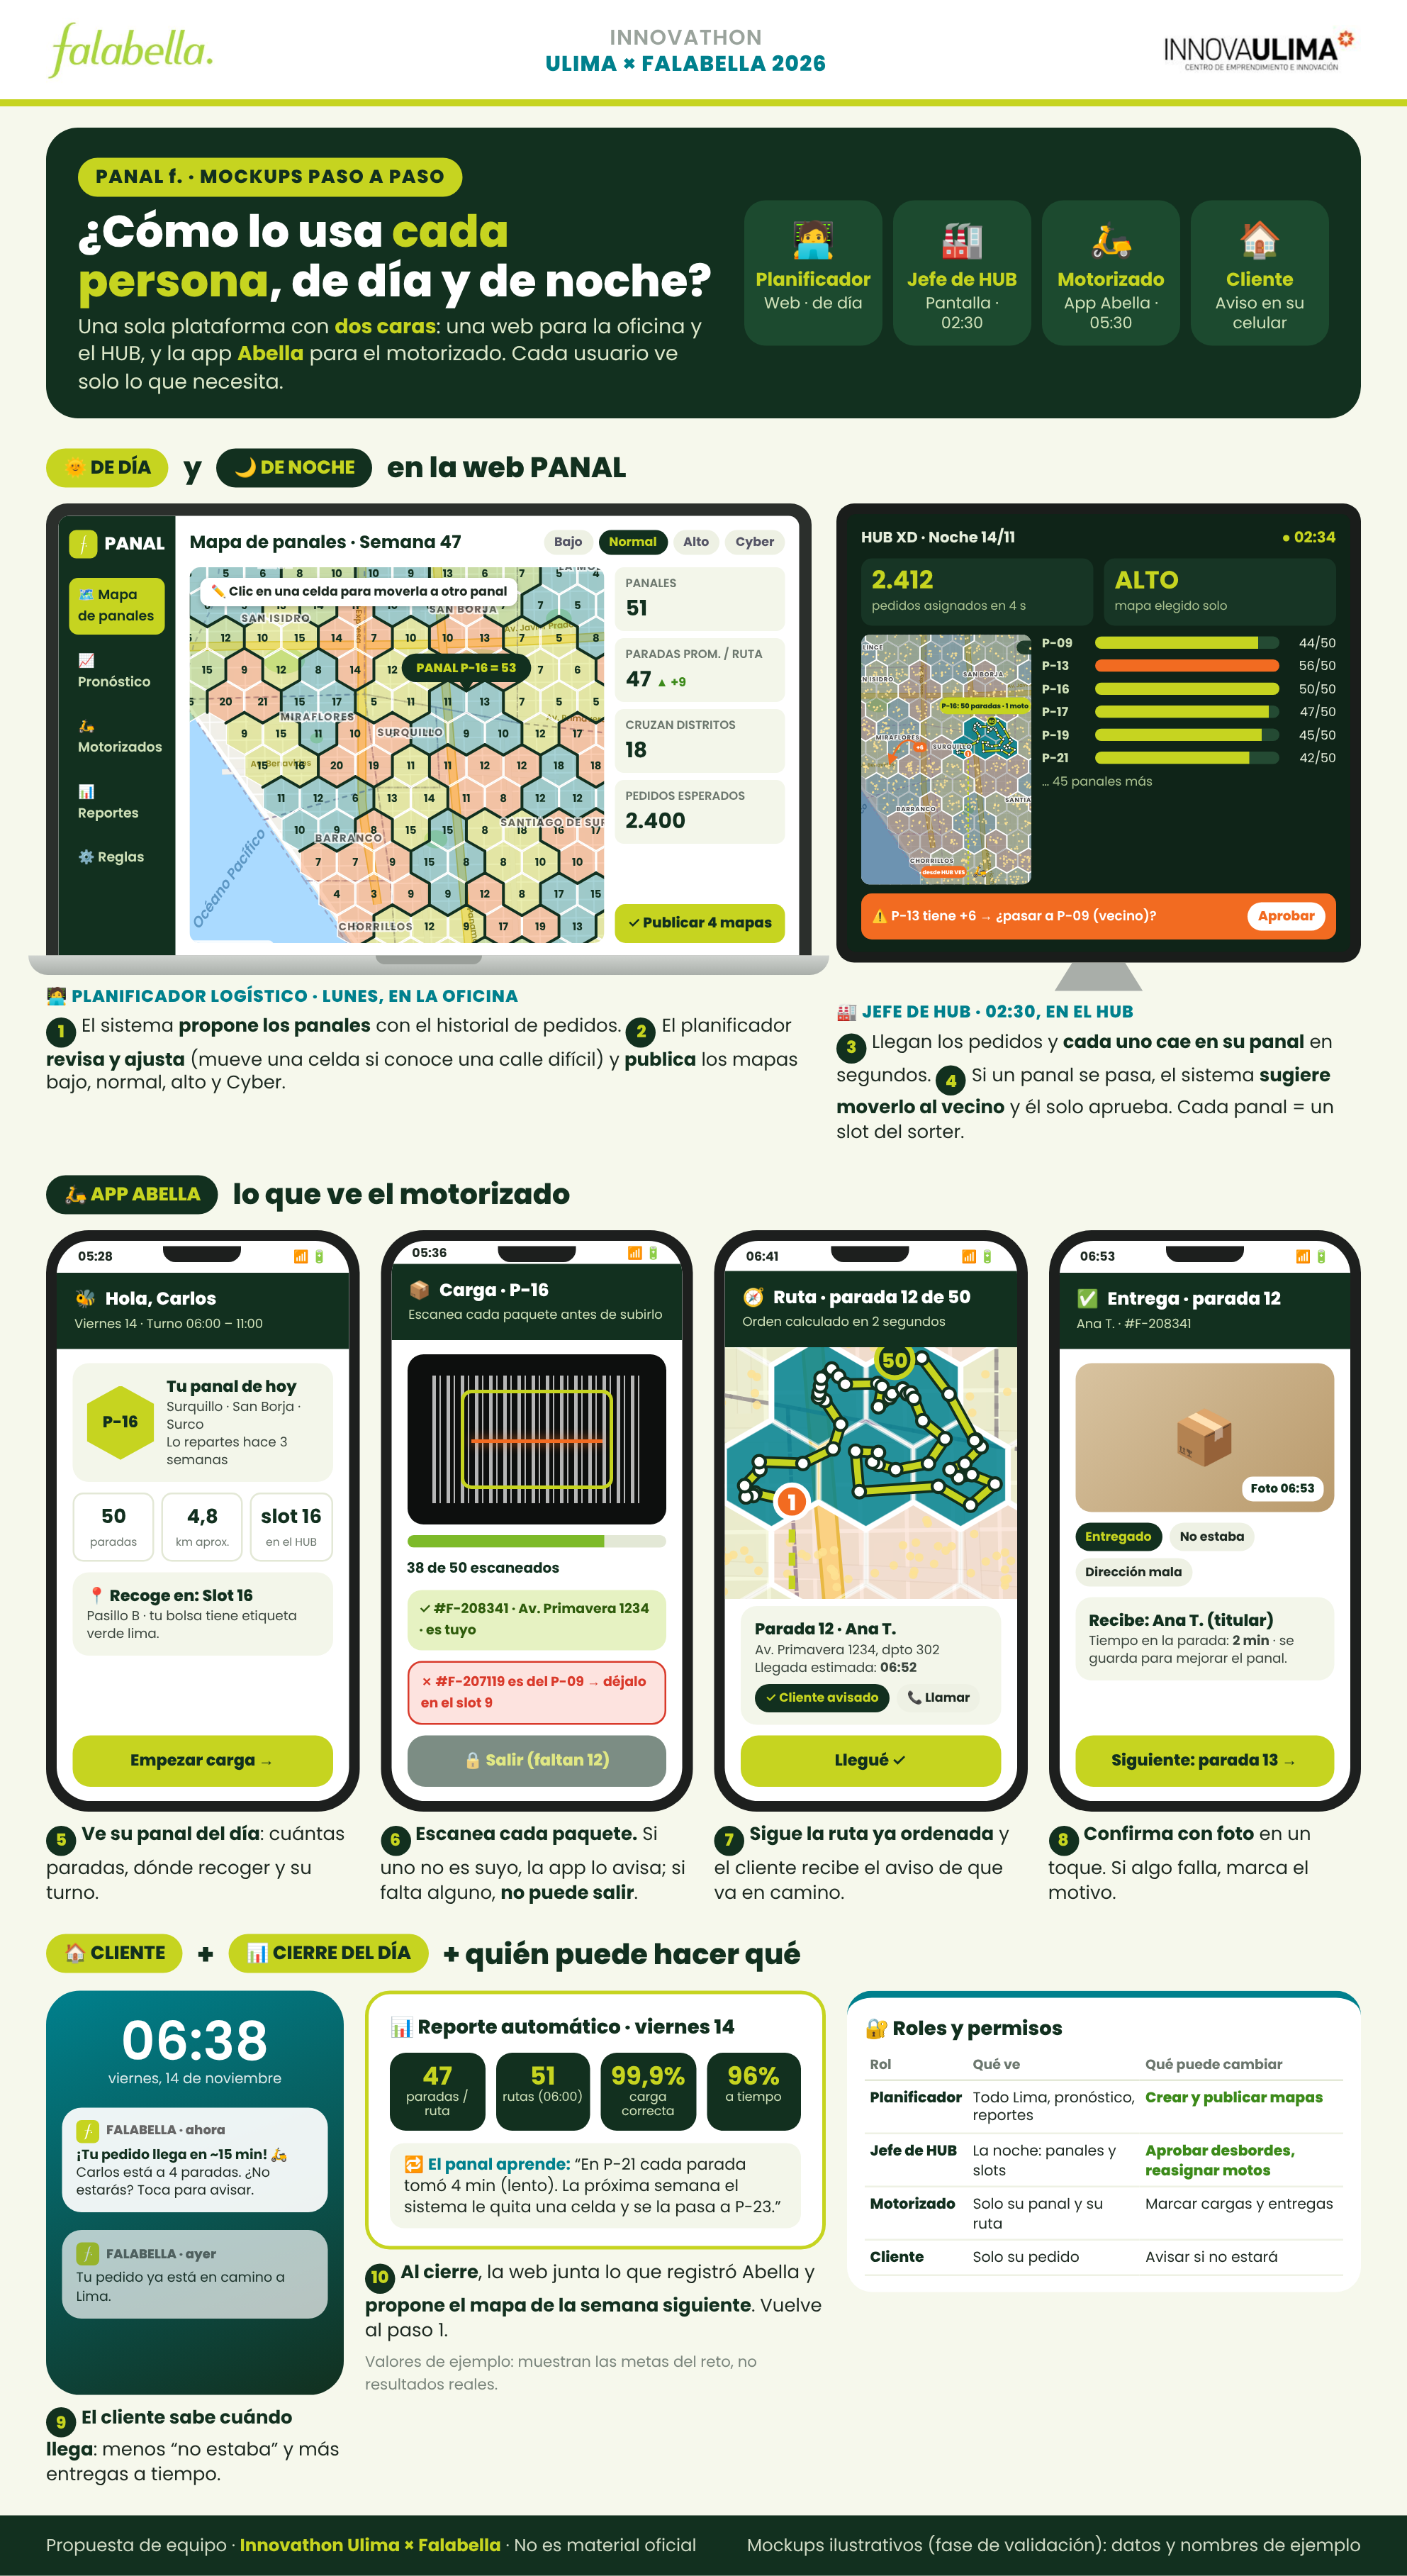 falabella.
INNOVATHON
ULIMA × FALABELLA 2026
INNOVAULIMA
CENTRO DE EMPRENDIMIENTO E INNOVACIÓN
PANAL f. · MOCKUPS PASO A PASO
¿Cómo lo usa cada
persona, de día y de noche?
Una sola plataforma con dos caras: una web para la oficina y
el HUB, y la app Abella para el motorizado. Cada usuario ve
solo lo que necesita.
Planificador
Web · de día
Jefe de HUB
Pantalla ·
02:30
Motorizado
App Abella ·
05:30
Cliente
Aviso en su
celular
DE DÍA y DE NOCHE en la web PANAL
PANAL
Mapa
de panales
Pronóstico
Motorizados
Reportes
Reglas
Mapa de panales · Semana 47
Bajo Normal Alto Cyber
Clic en una celda para moverla a otro panal
SAN ISIDRO
SAN BORJA
PANAL P-16 = 53
MIRAFLORES
SURQUILLO
BARRANCO
SANTIAGO DE SUR
Océano Pacífico
CHORRILLOS
PANALES
51
PARADAS PROM. / RUTA
47 ▲ +9
CRUZAN DISTRITOS
18
PEDIDOS ESPERADOS
2.400
✓ Publicar 4 mapas
HUB XD · Noche 14/11
● 02:34
2.412
pedidos asignados en 4 s
ALTO
mapa elegido solo
LINCE
N ISIDRO
SAN BORJA
P-16: 50 paradas · 1 moto
MIRAFLORES
+6
SURQUILLO
BARRANCO
SANTIA
CHORRILLOS
desde HUB VES
P-09 44/50
P-13 56/50
P-16 50/50
P-17 47/50
P-19 45/50
P-21 42/50
... 45 panales más
⚠️ P-13 tiene +6 → ¿pasar a P-09 (vecino)?
Aprobar
PLANIFICADOR LOGÍSTICO · LUNES, EN LA OFICINA
1 El sistema propone los panales con el historial de pedidos. 2 El planificador
revisa y ajusta (mueve una celda si conoce una calle difícil) y publica los mapas
bajo, normal, alto y Cyber.
JEFE DE HUB · 02:30, EN EL HUB
3 Llegan los pedidos y cada uno cae en su panal en
segundos. 4 Si un panal se pasa, el sistema sugiere
moverlo al vecino y él solo aprueba. Cada panal = un
slot del sorter.
APP ABELLA lo que ve el motorizado
05:28
Hola, Carlos
Viernes 14 · Turno 06:00 – 11:00
P-16
Tu panal de hoy
Surquillo · San Borja ·
Surco
Lo repartes hace 3
semanas
50
paradas
4,8
km aprox.
slot 16
en el HUB
Recoge en: Slot 16
Pasillo B · tu bolsa tiene etiqueta
verde lima.
Empezar carga →
05:36
Carga · P-16
Escanea cada paquete antes de subirlo
38 de 50 escaneados
✓ #F-208341 · Av. Primavera 1234
· es tuyo
× #F-207119 es del P-09 → déjalo
en el slot 9
Salir (faltan 12)
06:41
Ruta · parada 12 de 50
Orden calculado en 2 segundos
50
1
Parada 12 · Ana T.
Av. Primavera 1234, dpto 302
Llegada estimada: 06:52
✓ Cliente avisado
Llamar
Llegué ✓
06:53
Entrega · parada 12
Ana T. · #F-208341
Foto 06:53
Entregado
No estaba
Dirección mala
Recibe: Ana T. (titular)
Tiempo en la parada: 2 min · se
guarda para mejorar el panal.
Siguiente: parada 13 →
5 Ve su panal del día: cuántas
paradas, dónde recoger y su
turno.
6 Escanea cada paquete. Si
uno no es suyo, la app lo avisa; si
falta alguno, no puede salir.
7 Sigue la ruta ya ordenada y
el cliente recibe el aviso de que
va en camino.
8 Confirma con foto en un
toque. Si algo falla, marca el
motivo.
CLIENTE + CIERRE DEL DÍA + quién puede hacer qué
06:38
viernes, 14 de noviembre
FALABELLA · ahora
¡Tu pedido llega en ~15 min!
Carlos está a 4 paradas. ¿No
estarás? Toca para avisar.
FALABELLA · ayer
Tu pedido ya está en camino a
Lima.
9 El cliente sabe cuándo
llega: menos “no estaba” y más
entregas a tiempo.
Reporte automático · viernes 14
47
paradas /
ruta
51
rutas (06:00)
99,9%
carga
correcta
96%
a tiempo
El panal aprende: “En P-21 cada parada
tomó 4 min (lento). La próxima semana el
sistema le quita una celda y se la pasa a P-23.”
10 Al cierre, la web junta lo que registró Abella y
propone el mapa de la semana siguiente. Vuelve
al paso 1.
Valores de ejemplo: muestran las metas del reto, no
resultados reales.
Roles y permisos
Rol Qué ve Qué puede cambiar
Planificador Todo Lima, pronóstico, Crear y publicar mapas
reportes
Jefe de HUB La noche: panales y Aprobar desbordes,
slots reasignar motos
Motorizado Solo su panal y su Marcar cargas y entregas
ruta
Cliente Solo su pedido Avisar si no estará
Propuesta de equipo · Innovathon Ulima × Falabella · No es material oficial
Mockups ilustrativos (fase de validación): datos y nombres de ejemplo